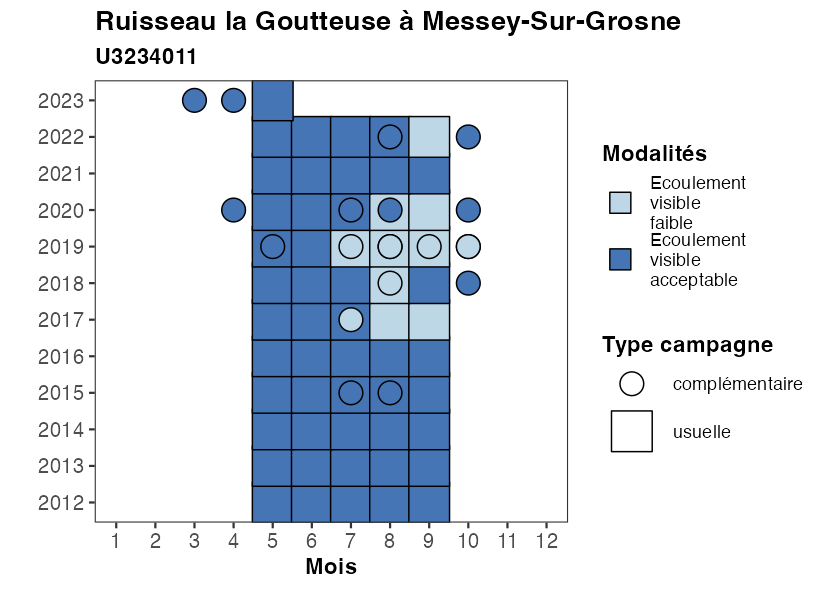 Ruisseau la Goutteuse à Messey-Sur-Grosne
U3234011
2023
2022
2021
2020
2019
2018
2017
2016
2015
2014
2013
2012
1 2 3 4 5 6 7 8 9 10 11 12
Mois
Modalités
Ecoulement
visible
faible
Ecoulement
visible
acceptable
Type campagne
complémentaire
usuelle